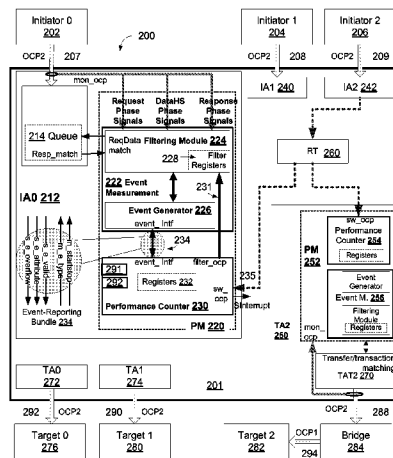 Initiator 0
202
Initiator 1
204
Initiator 2
206
200
OCP2
207
OCP2
208
OCP2
209
mon_ocp
Request Phase Signals
DataHS Phase Signals
Response Phase Signals
IA1 240
IA2 242
214 Queue
Resp_match
ReqData match
Filtering Module 224
228
Filter Registers
222 Event Measurement
231
Event Generator 226
event_intf
234
IA0 212
RT
260
s_e_overflow
s_e_attribute
s_e_valid
m_e_type
Event-Reporting Bundle 234
event_intf
filter_ocp
291
292
Registers 232
Performance Counter 230
235
sw_ocp
SInterrupt
PM 220
sw_ocp
Performance Counter 254
Registers
PM 252
Event Generator
Event M. 256
Filtering Module
Registers
TA2 250
mon_ocp
Transfer/transaction matching
TAT2 270
TA0
272
TA1
274
201
292
OCP2
290
OCP2
OCP2
288
Target 0
276
Target 1
280
Target 2
282
OCP1
294
Bridge
284